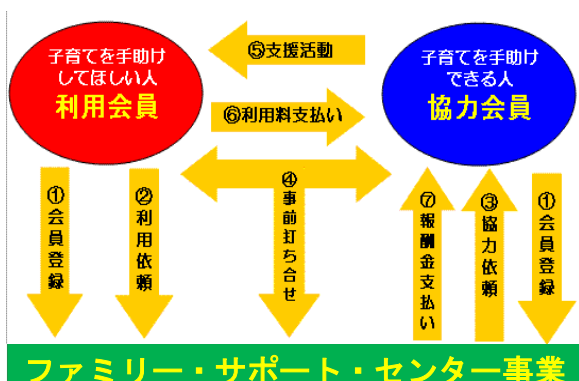 子育てを手助け
してほしい人
利用会員
⑤支援活動
子育てを手助け
できる人
協力会員
⑥利用料支払い
①会員登録
②利用依頼
④事前打ち合せ
⑦報酬金支払い
③協力依頼
①会員登録
ファミリー・サポート・センター事業